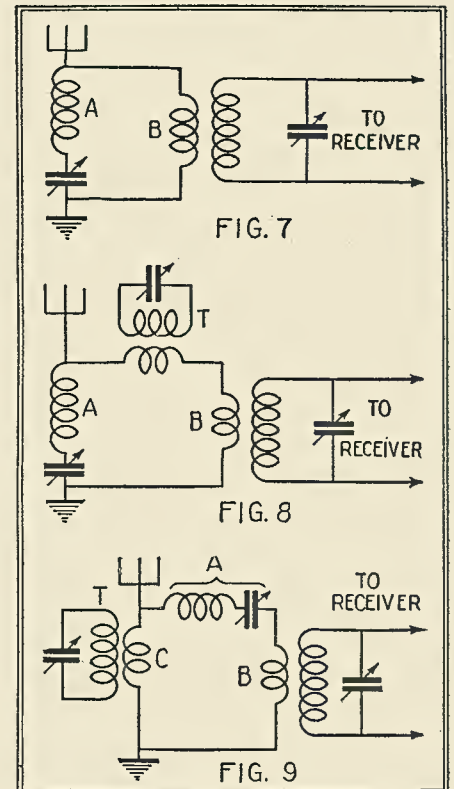 A
B
TO
RECEIVER
FIG. 7
T
A
B
TO
RECEIVER
FIG. 8
A
T
C
B
TO
RECEIVER
FIG. 9